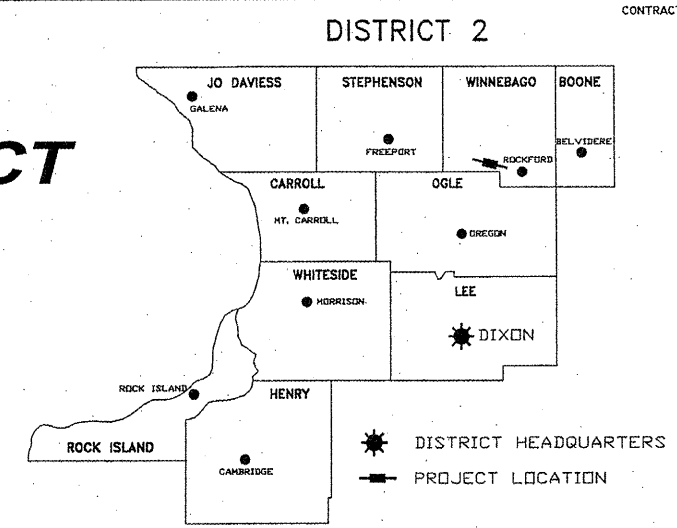 CONTRAC
DISTRICT 2
CT
JO DAVIESS
STEPHENSON
WINNEBAGO
BOONE
GALENA
FREEPORT
ROCKFORD
BELVIDERE
CARROLL
OGLE
MT. CARROLL
OREGON
WHITESIDE
LEE
MORRISON
DIXON
ROCK ISLAND
HENRY
ROCK ISLAND
CAMBRIDGE
DISTRICT HEADQUARTERS
PROJECT LOCATION